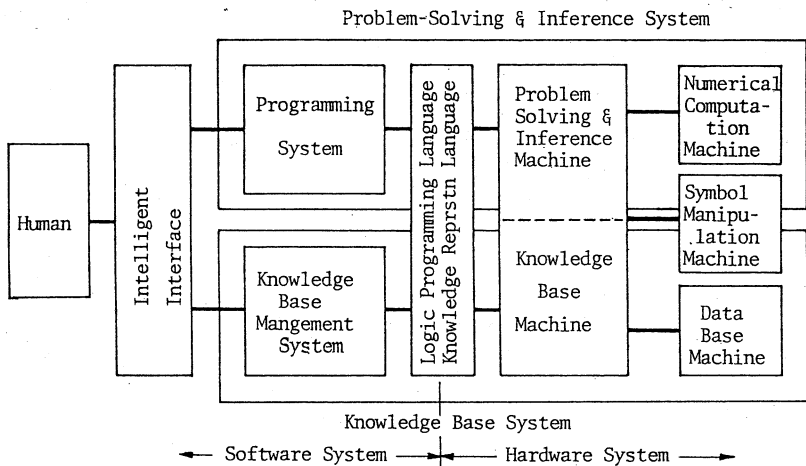 Problem-Solving & Inference System
Human
Intelligent
Interface
Programming
System
Knowledge
Base
Mangement
System
Logic Programming Language
Knowledge Reprstn Language
Problem
Solving &
Inference
Machine
Knowledge
Base
Machine
Numerical
Computa-
tion
Machine
Symbol
Manipu-
lation
Machine
Data
Base
Machine
Knowledge Base System
Software System
Hardware System